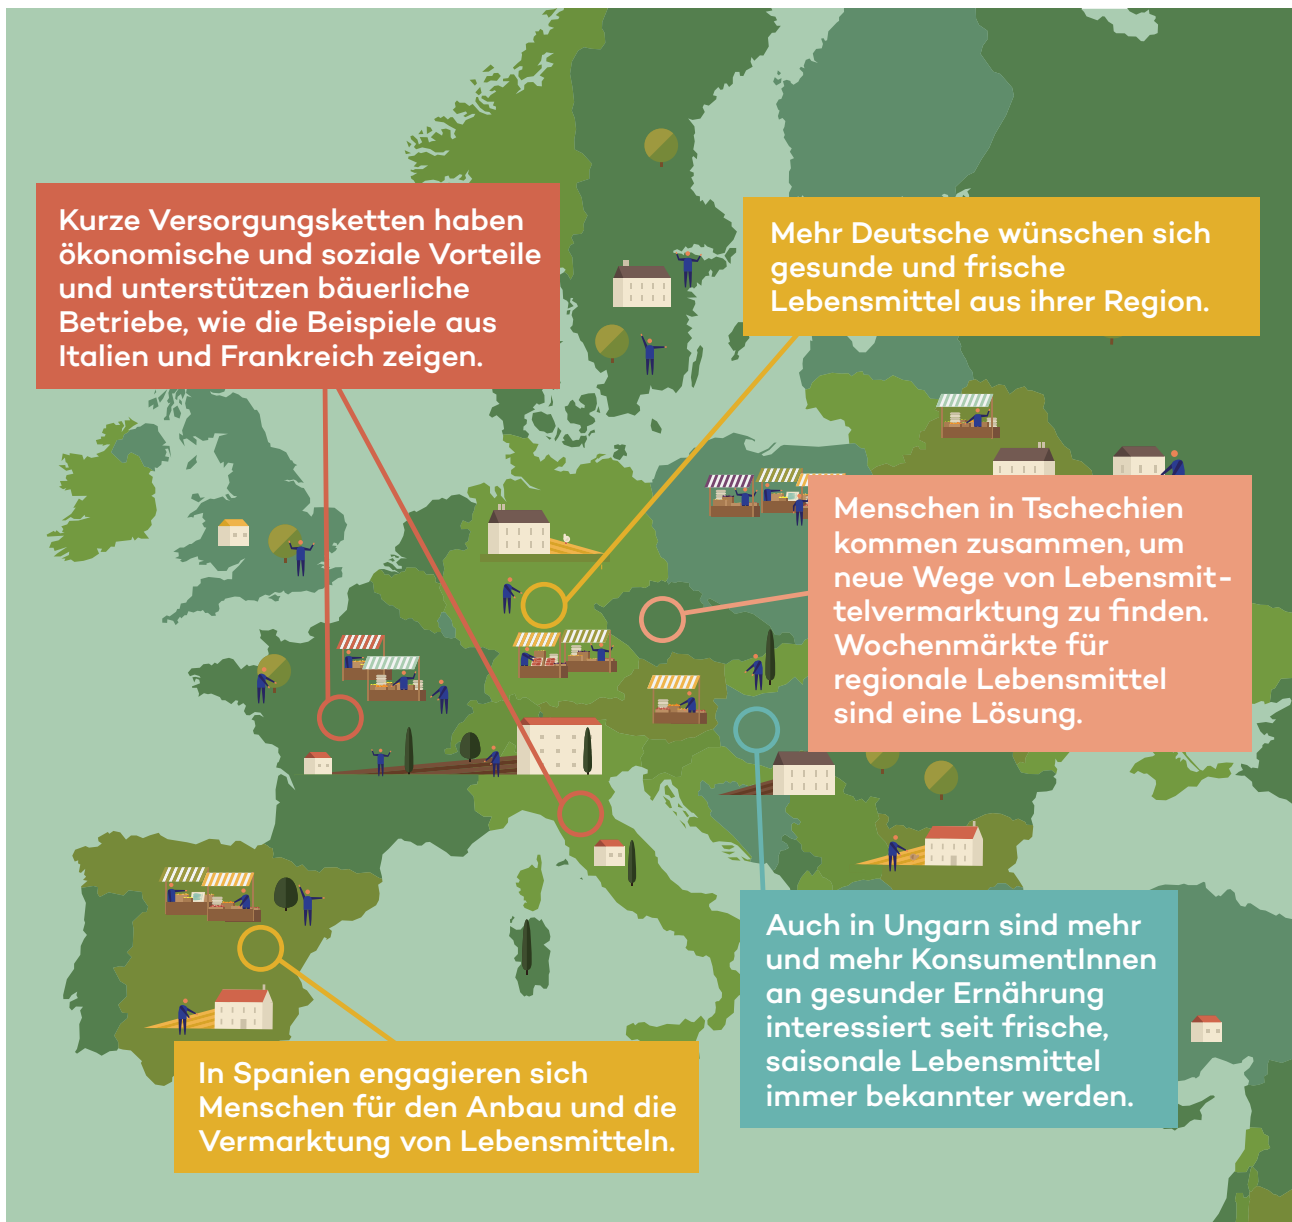 Kurze Versorgungsketten haben
ökonomische und soziale Vorteile
und unterstützen bäuerliche
Betriebe, wie die Beispiele aus
Italien und Frankreich zeigen.
Mehr Deutsche wünschen sich
gesunde und frische
Lebensmittel aus ihrer Region.
Menschen in Tschechien
kommen zusammen, um
neue Wege von Lebensmit-
telvermarktung zu finden.
Wochenmärkte für
regionale Lebensmittel
sind eine Lösung.
Auch in Ungarn sind mehr
und mehr KonsumentInnen
an gesunder Ernährung
interessiert seit frische,
saisonale Lebensmittel
immer bekannter werden.
In Spanien engagieren sich
Menschen für den Anbau und die
Vermarktung von Lebensmitteln.